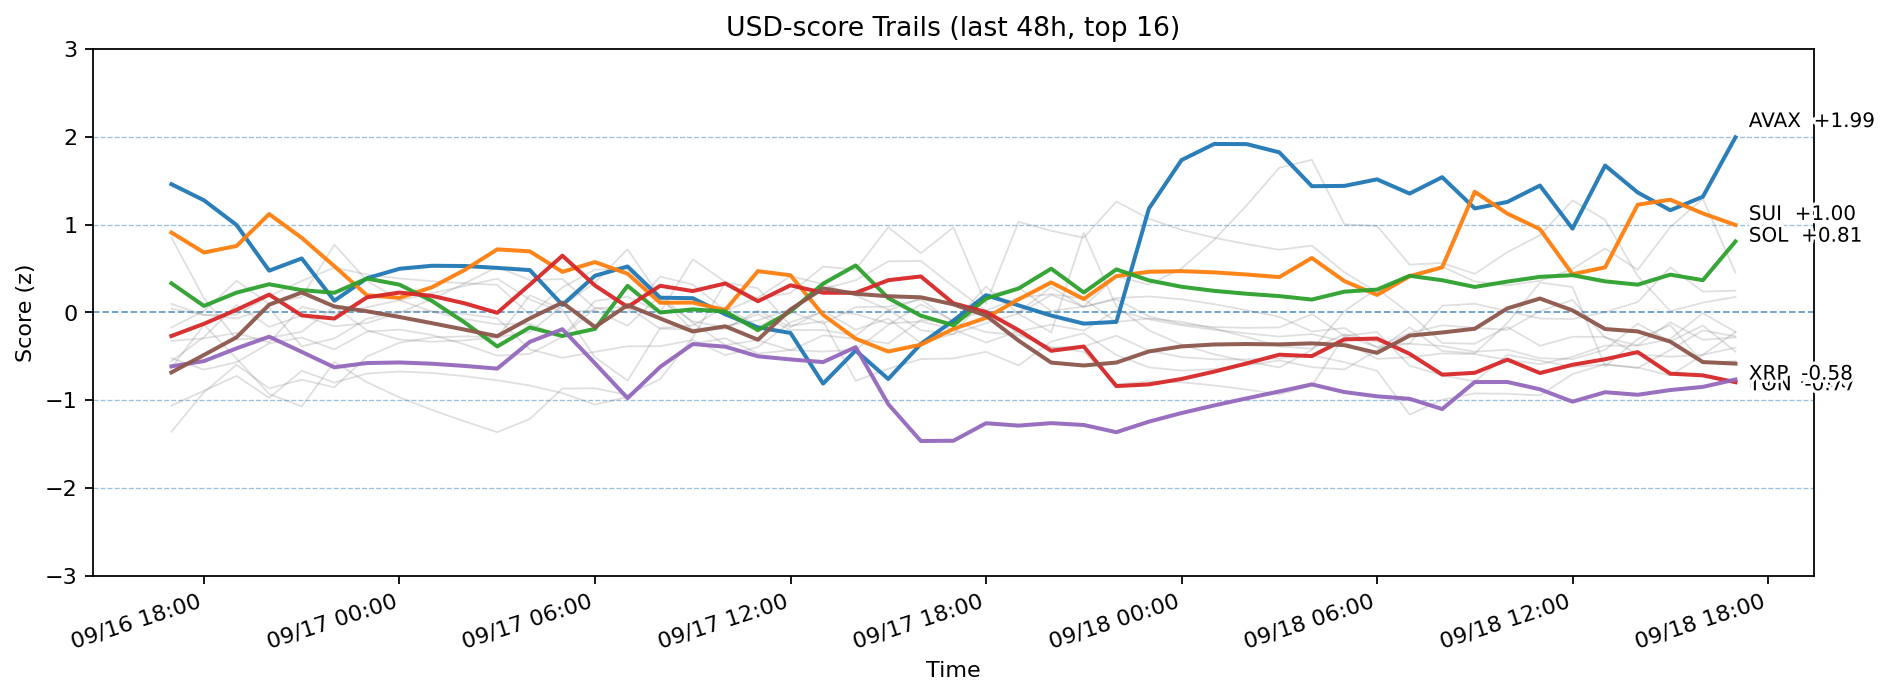 USD-score Trails (last 48h, top 16)
Score (z)
3
2
1
0
−1
−2
−3
AVAX +1.99
SUI +1.00
SOL +0.81
XRP -0.58
TON -0.77
09/16 18:00
09/17 00:00
09/17 06:00
09/17 12:00
09/17 18:00
09/18 00:00
09/18 06:00
09/18 12:00
09/18 18:00
Time